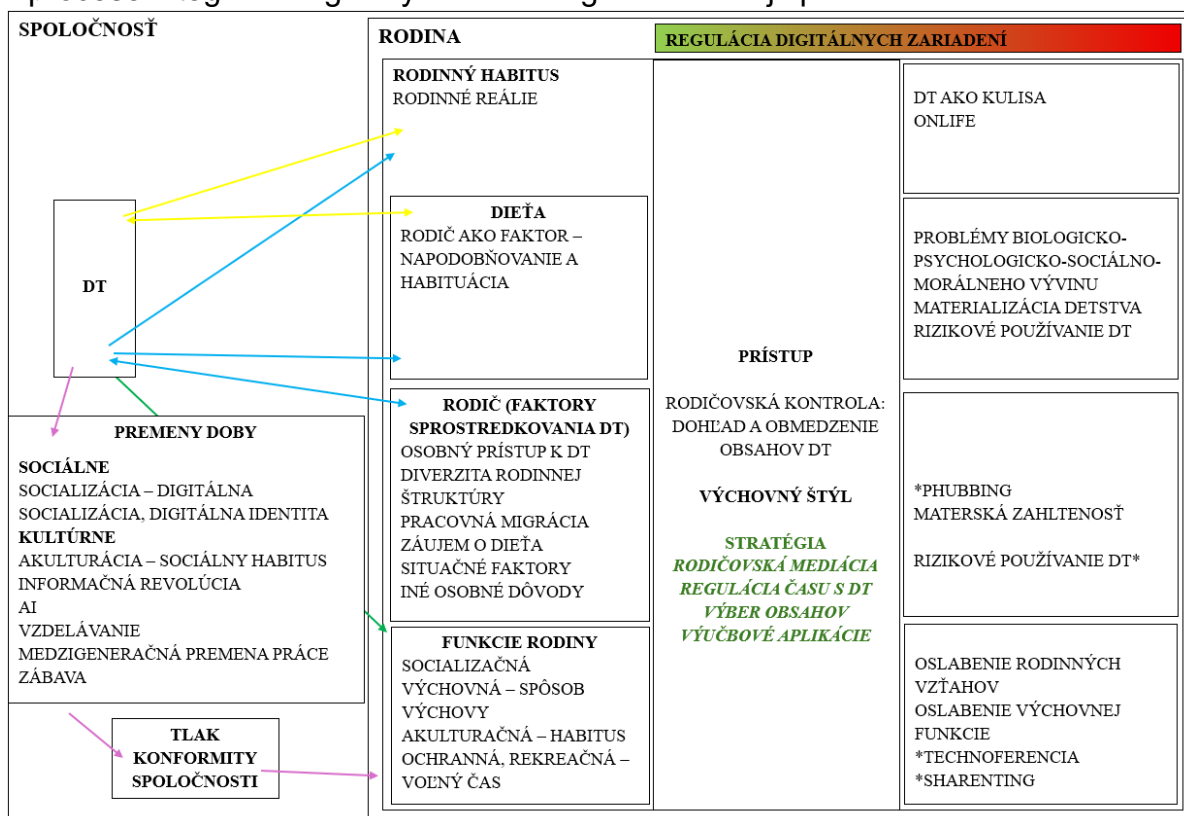 SPOLOČNOSŤ
DT
PREMENY DOBY
SOCIÁLNE
SOCIALIZÁCIA – DIGITÁLNA
SOCIALIZÁCIA, DIGITÁLNA IDENTITA
KULTÚRNE
AKULTURÁCIA – SOCIÁLNY HABITUS
INFORMAČNÁ REVOLÚCIA
AI
VZDELÁVANIE
MEDZIGENERAČNÁ PREMENA PRÁCE
ZÁBAVA
TLAK
KONFORMITY
SPOLOČNOSTI
RODINA
REGULÁCIA DIGITÁLNYCH ZARIADENÍ
RODINNÝ HABITUS
RODINNÉ REÁLIE
DIEŤA
RODIČ AKO FAKTOR –
NAPODOBŇOVANIE A
HABITUÁCIA
RODIČ (FAKTORY
SPROSTREDKOVANIA DT)
OSOBNÝ PRÍSTUP K DT
DIVERZITA RODINNEJ
ŠTRUKTÚRY
PRACOVNÁ MIGRÁCIA
ZÁUJEM O DIEŤA
SITUAČNÉ FAKTORY
INÉ OSOBNÉ DÔVODY
FUNKCIE RODINY
SOCIALIZAČNÁ
VÝCHOVNÁ – SPÔSOB
VÝCHOVY
AKULTURAČNÁ – HABITUS
OCHRANNÁ, REKREAČNÁ –
VOĽNÝ ČAS
PRÍSTUP
RODIČOVSKÁ KONTROLA:
DOHĽAD A OBMEDZENIE
OBSAHOV DT
VÝCHOVNÝ ŠTÝL
STRATÉGIA
RODIČOVSKÁ MEDIÁCIA
REGULÁCIA ČASU S DT
VÝBER OBSAHOV
VÝUČBOVÉ APLIKÁCIE
DT AKO KULISA
ONLIFE
PROBLÉMY BIOLOGICKO-
PSYCHOLOGICKO-SOCIÁLNO-
MORÁLNEHO VÝVINU
MATERIALIZÁCIA DETSTVA
RIZIKOVÉ POUŽÍVANIE DT
*PHUBBING
MATERSKÁ ZAHLTENOSŤ
RIZIKOVÉ POUŽÍVANIE DT*
OSLABENIE RODINNÝCH
VZŤAHOV
OSLABENIE VÝCHOVNEJ
FUNKCIE
*TECHNOFERENCIA
*SHARENTING